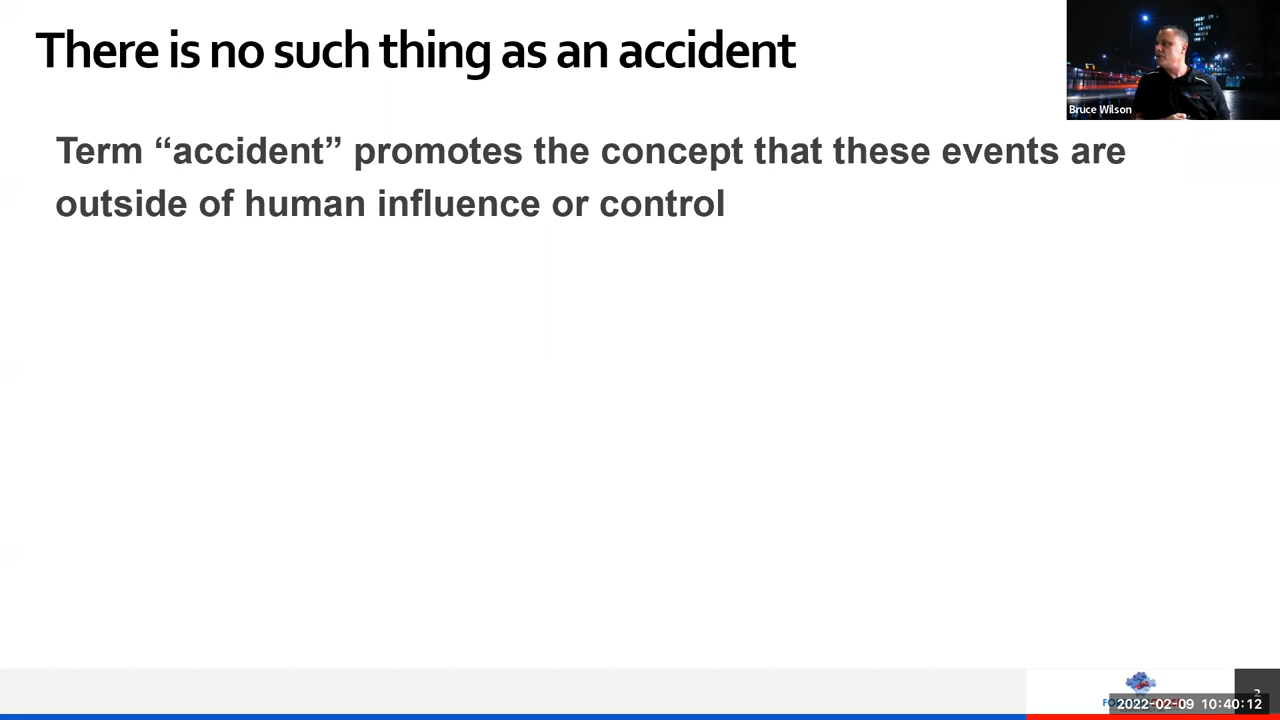 There is no such thing as an accident
Bruce Wilson
Term “accident” promotes the concept that these events are
outside of human influence or control
2022-02-09 10:40:12